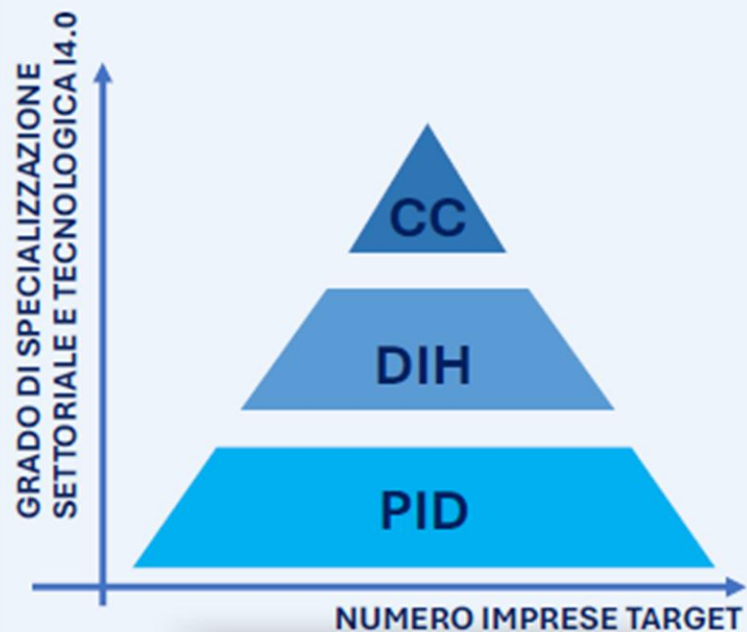 GRADO DI SPECIALIZZAZIONE
SETTORIALE E TECNOLOGICA I4.0
CC
DIH
PID
NUMERO IMPRESE TARGET